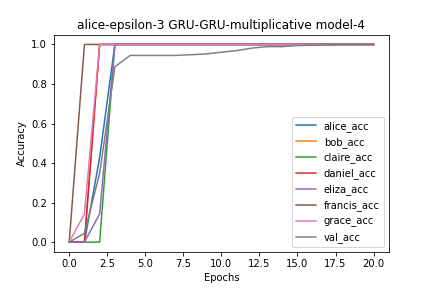 alice-epsilon-3 GRU-GRU-multiplicative model-4
1.0
0.8
0.6
0.4
0.2
0.0
Accuracy
alice_acc
bob_acc
claire_acc
daniel_acc
eliza_acc
francis_acc
grace_acc
val_acc
0.0 2.5 5.0 7.5 10.0 12.5 15.0 17.5 20.0
Epochs